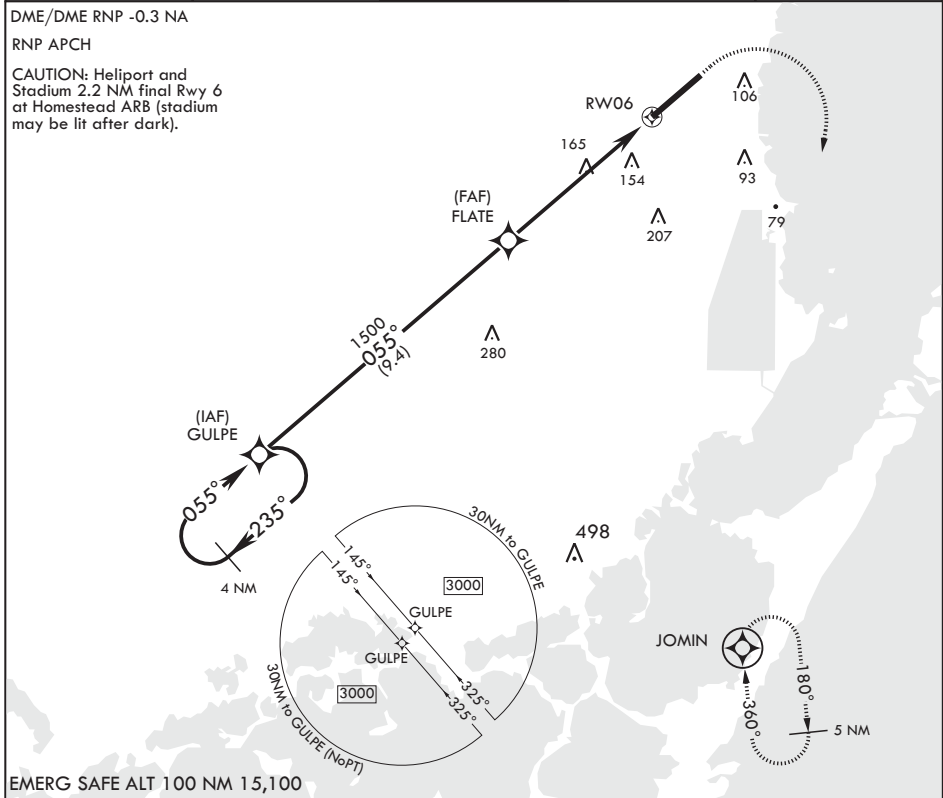 DME/DME RNP -0.3 NA
RNP APCH
CAUTION: Heliport and
Stadium 2.2 NM final Rwy 6
at Homestead ARB (stadium
may be lit after dark).
RW06
106
165
154
93
(FAF)
FLATE
79
207
1500
055°
(9.4)
280
(IAF)
GULPE
055°
235°
4 NM
30NM to GULPE
498
145°
145°
3000
GULPE
GULPE
JOMIN
3000
325°
325°
180°
360°
5 NM
30NM to GULPE (NoPT)
EMERG SAFE ALT 100 NM 15,100